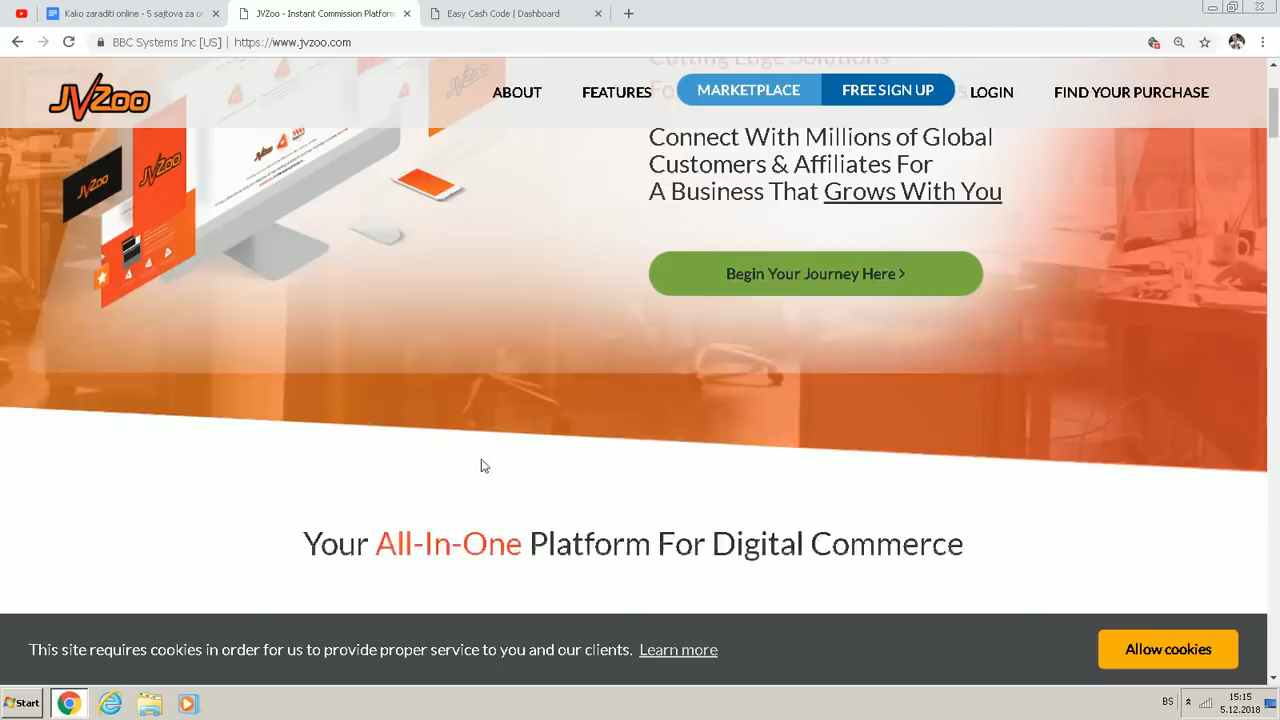 Kako zaraditi online - 5 sajtova za or
JVZoo - Instant Commission Platform
Easy Cash Code | Dashboard
BBC Systems Inc [US] | https://www.jvzoo.com
Cutting Edge Solutions
JVZoo
ABOUT
FEATURES
MARKETPLACE
FREE SIGN UP
LOGIN
FIND YOUR PURCHASE
Connect With Millions of Global
Customers & Affiliates For
A Business That Grows With You
Begin Your Journey Here >
Your All-In-One Platform For Digital Commerce
This site requires cookies in order for us to provide proper service to you and our clients. Learn more
Allow cookies
Start
BS
15:15
5.12.2018